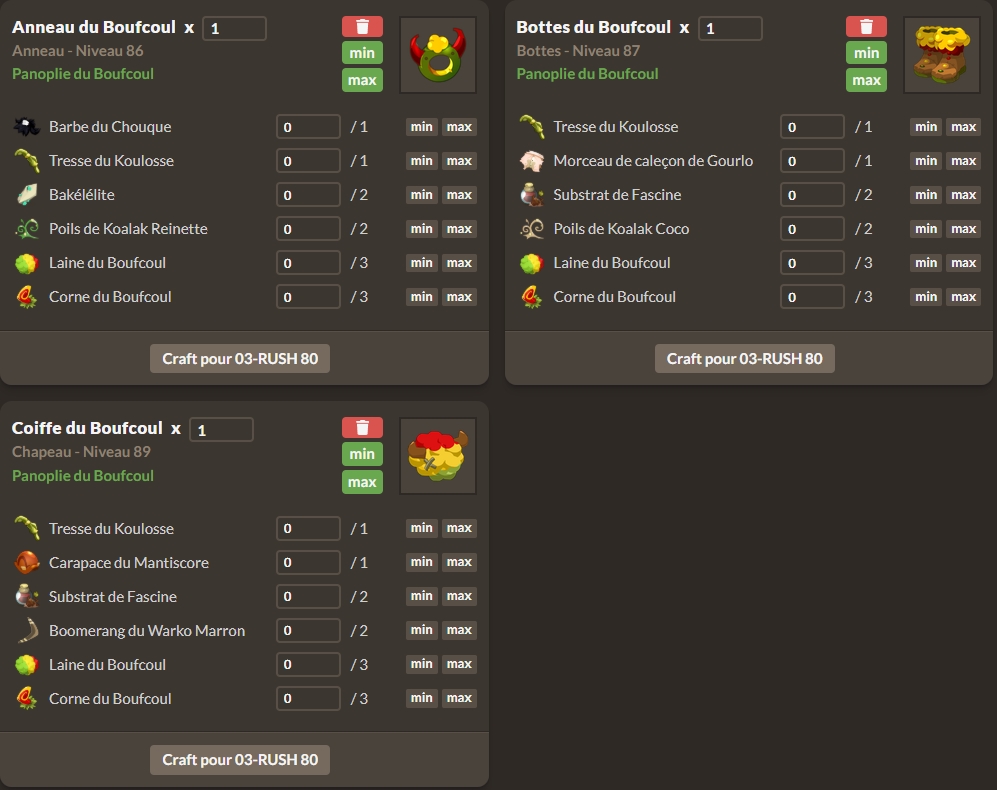 Anneau du Boufcoul x 1
Anneau - Niveau 86
min
Panoplie du Boufcoul
max
Barbe du Chouque 0 / 1 min max
Tresse du Koulosse 0 / 1 min max
Bakélélite 0 / 2 min max
Poils de Koalak Reinette 0 / 2 min max
Laine du Boufcoul 0 / 3 min max
Corne du Boufcoul 0 / 3 min max
Craft pour 03-RUSH 80
Bottes du Boufcoul x 1
Bottes - Niveau 87
min
Panoplie du Boufcoul
max
Tresse du Koulosse 0 / 1 min max
Morceau de caleçon de Gourlo 0 / 1 min max
Substrat de Fascine 0 / 2 min max
Poils de Koalak Coco 0 / 2 min max
Laine du Boufcoul 0 / 3 min max
Corne du Boufcoul 0 / 3 min max
Craft pour 03-RUSH 80
Coiffe du Boufcoul x 1
Chapeau - Niveau 89
min
Panoplie du Boufcoul
max
Tresse du Koulosse 0 / 1 min max
Carapace du Mantiscore 0 / 1 min max
Substrat de Fascine 0 / 2 min max
Boomerang du Warko Marron 0 / 2 min max
Laine du Boufcoul 0 / 3 min max
Corne du Boufcoul 0 / 3 min max
Craft pour 03-RUSH 80